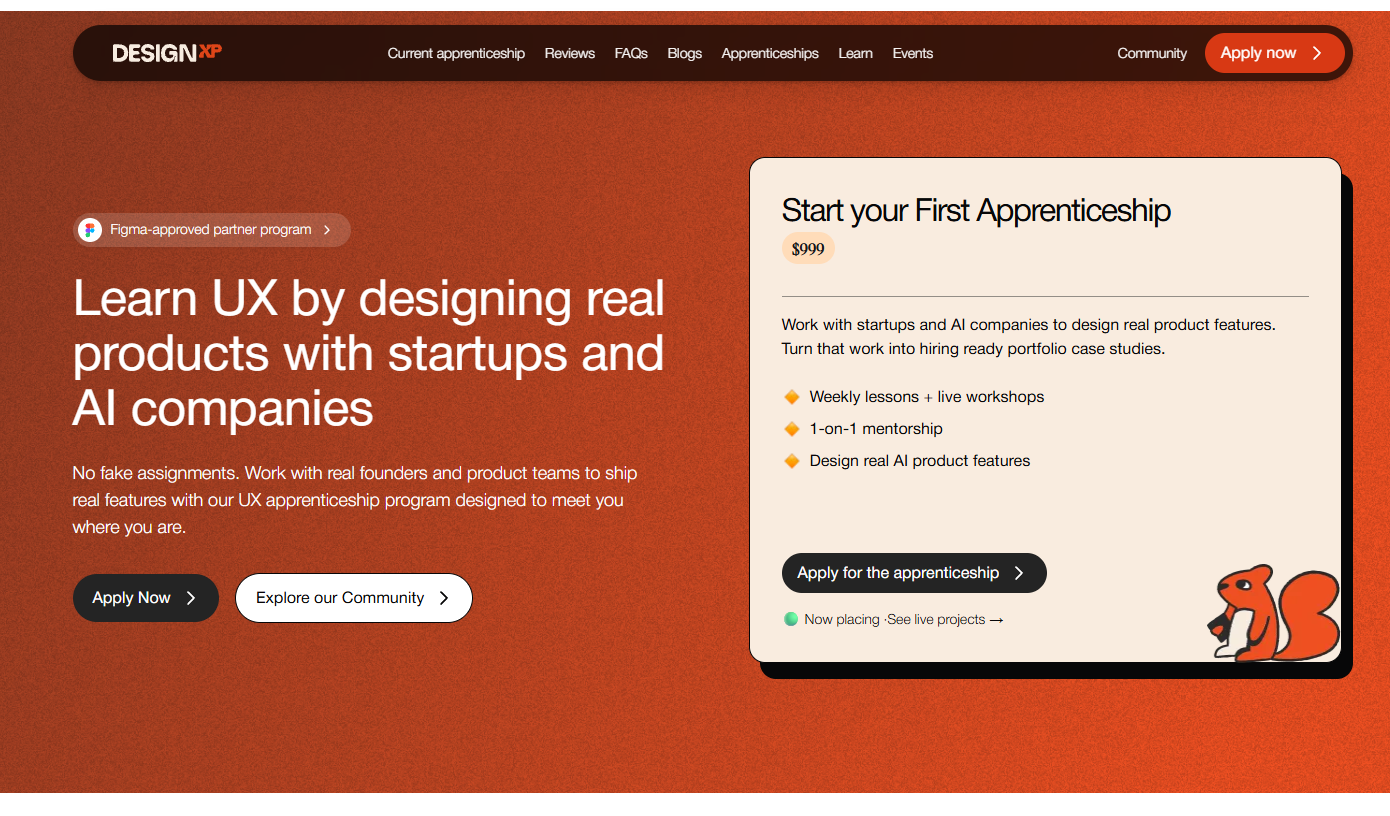 DESIGNXP
Current apprenticeship
Reviews
FAQs
Blogs
Apprenticeships
Learn
Events
Community
Apply now
Figma-approved partner program
Learn UX by designing real
products with startups and
AI companies
No fake assignments. Work with real founders and product teams to ship
real features with our UX apprenticeship program designed to meet you
where you are.
Apply Now
Explore our Community
Start your First Apprenticeship
$999
Work with startups and AI companies to design real product features.
Turn that work into hiring ready portfolio case studies.
Weekly lessons + live workshops
1-on-1 mentorship
Design real AI product features
Apply for the apprenticeship
Now placing ·See live projects →